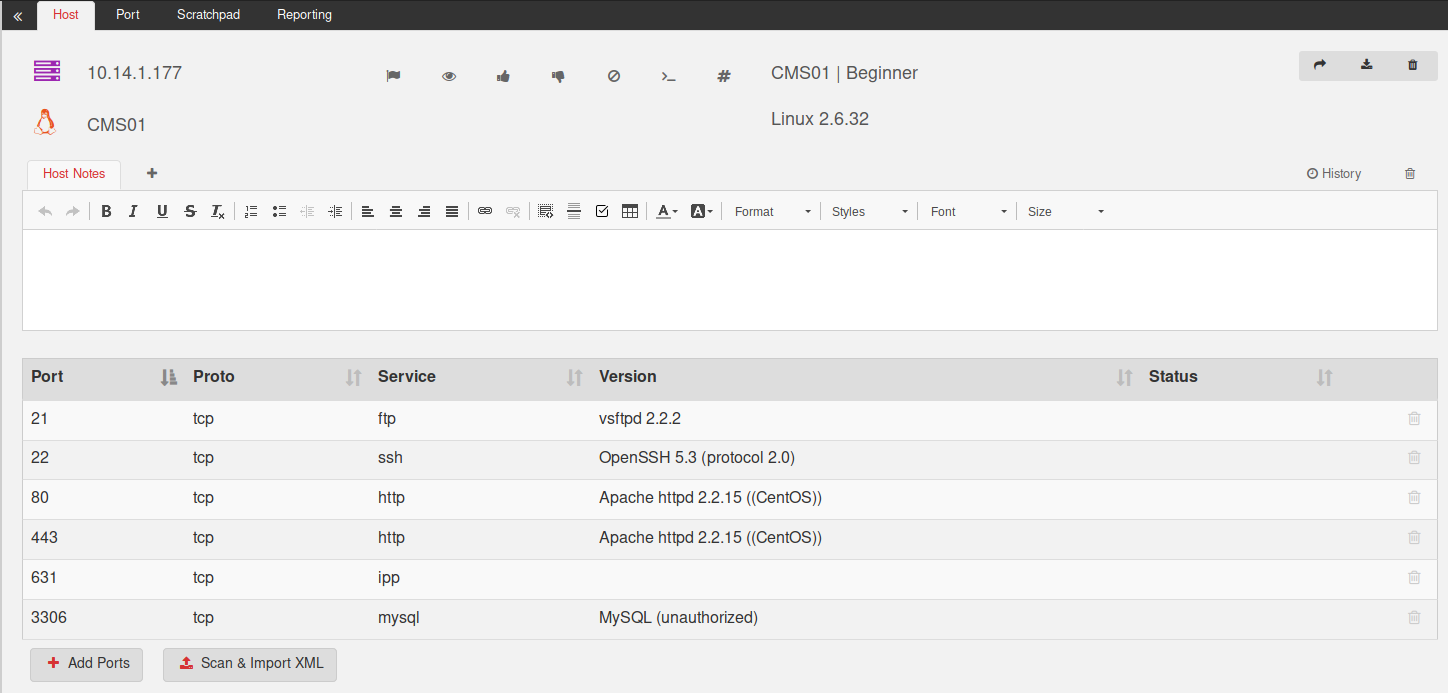 « Host Port Scratchpad Reporting
10.14.1.177 CMS01 | Beginner
CMS01 Linux 2.6.32
Host Notes + History
B I U S Tx A A Format Styles Font Size
Port Proto Service Version Status
21 tcp ftp vsftpd 2.2.2
22 tcp ssh OpenSSH 5.3 (protocol 2.0)
80 tcp http Apache httpd 2.2.15 ((CentOS))
443 tcp http Apache httpd 2.2.15 ((CentOS))
631 tcp ipp
3306 tcp mysql MySQL (unauthorized)
Add Ports Scan & Import XML